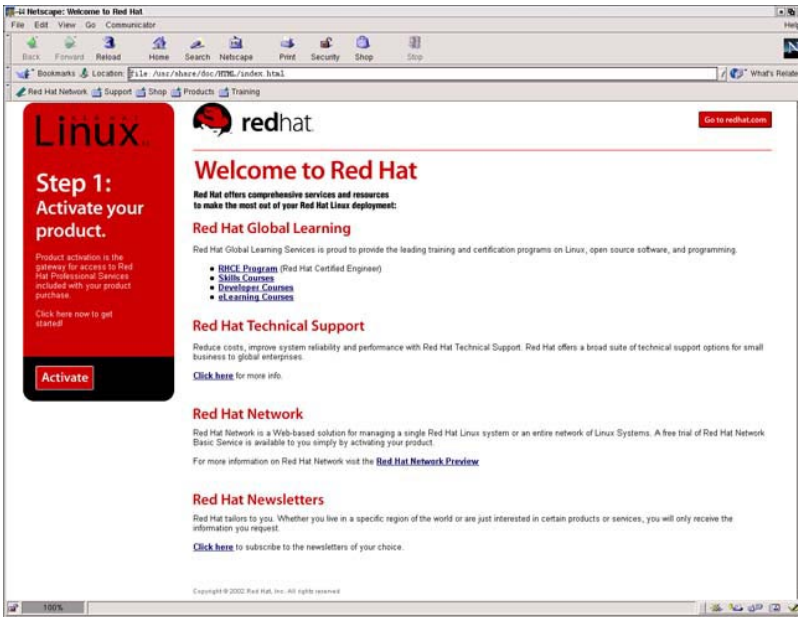 Netscape: Welcome to Red Hat
File Edit View Go Communicator Help
Back Forward Reload Home Search Netscape Print Security Shop Stop
Bookmarks Location: file:/usr/share/doc/HTML/index.html What's Relate
Red Hat Network Support Shop Products Training
RED HAT
Linux
Step 1:
Activate your
product.
Product activation is the
gateway for access to Red
Hat Professional Services
included with your product
purchase.
Click here now to get
started!
Activate
redhat.
Go to redhat.com
Welcome to Red Hat
Red Hat offers comprehensive services and resources
to make the most out of your Red Hat Linux deployment:
Red Hat Global Learning
Red Hat Global Learning Services is proud to provide the leading training and certification programs on Linux, open source software, and programming.
RHCE Program (Red Hat Certified Engineer)
Skills Courses
Developer Courses
eLearning Courses
Red Hat Technical Support
Reduce costs, improve system reliability and performance with Red Hat Technical Support. Red Hat offers a broad suite of technical support options for small
business to global enterprises.
Click here for more info.
Red Hat Network
Red Hat Network is a Web-based solution for managing a single Red Hat Linux system or an entire network of Linux Systems. A free trial of Red Hat Network
Basic Service is available to you simply by activating your product.
For more information on Red Hat Network visit the Red Hat Network Preview
Red Hat Newsletters
Red Hat tailors to you. Whether you live in a specific region of the world or are just interested in certain products or services, you will only receive the
information you request.
Click here to subscribe to the newsletters of your choice.
Copyright © 2002 Red Hat, Inc. All rights reserved
100%